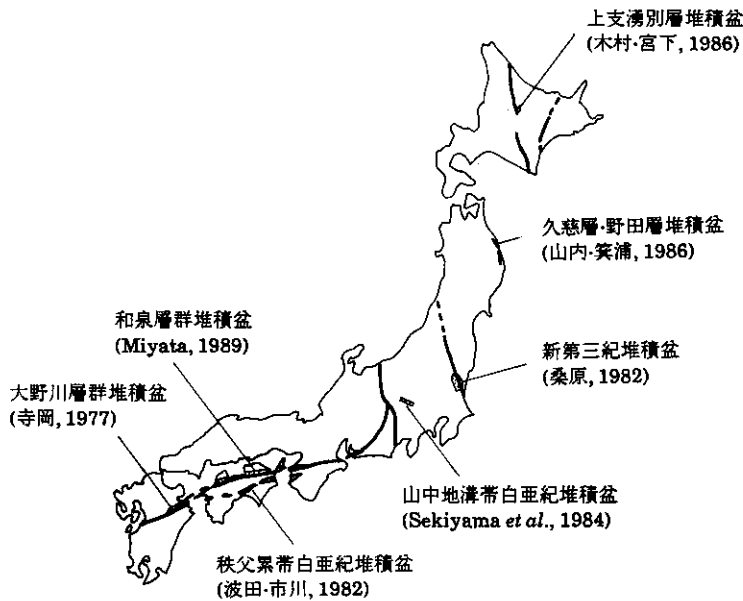 上支湧別層堆積盆
(木村·宮下, 1986)
久慈層·野田層堆積盆
(山内·箕浦, 1986)
和泉層群堆積盆
(Miyata, 1989)
新第三紀堆積盆
(桑原, 1982)
大野川層群堆積盆
(寺岡, 1977)
山中地溝帯白亜紀堆積盆
(Sekiyama et al., 1984)
秩父累帯白亜紀堆積盆
(波田·市川, 1982)